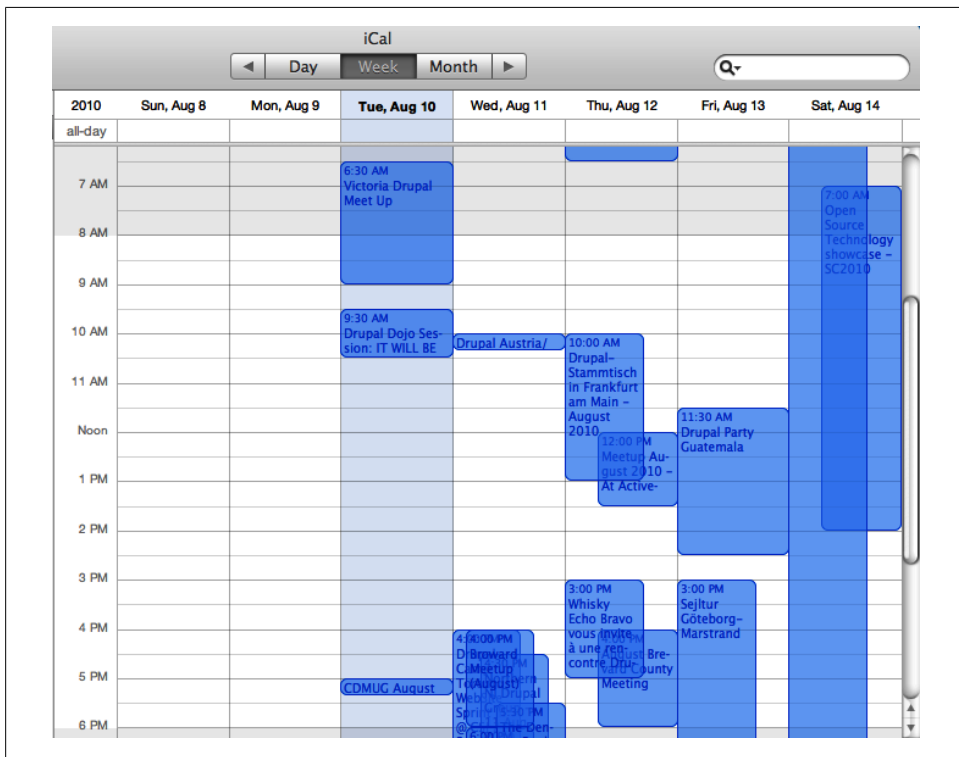 iCal
Day Week Month
2010 Sun, Aug 8 Mon, Aug 9 Tue, Aug 10 Wed, Aug 11 Thu, Aug 12 Fri, Aug 13 Sat, Aug 14
all-day
7 AM
8 AM
9 AM
10 AM
11 AM
Noon
1 PM
2 PM
3 PM
4 PM
5 PM
6 PM
6:30 AM
Victoria Drupal
Meet Up
9:30 AM
Drupal Dojo Ses-
sion: IT WILL BE
CDMUG August
Drupal Austria/
4:00 PM
Broward
Meetup
(August)
Drupal
The Den-
10:00 AM
Drupal-
Stammtisch
in Frankfurt
am Main -
August
2010
12:00 PM
Meetup Au-
gust 2010 -
At Active-
3:00 PM
Whisky
Echo Bravo
vous invite
à une ren-
contre Dru-
4:00 PM
August Bre-
vard County
Meeting
11:30 AM
Drupal Party
Guatemala
3:00 PM
Sejltur
Göteborg-
Marstrand
7:00 AM
Open
Source
Technology
showcase -
SC2010